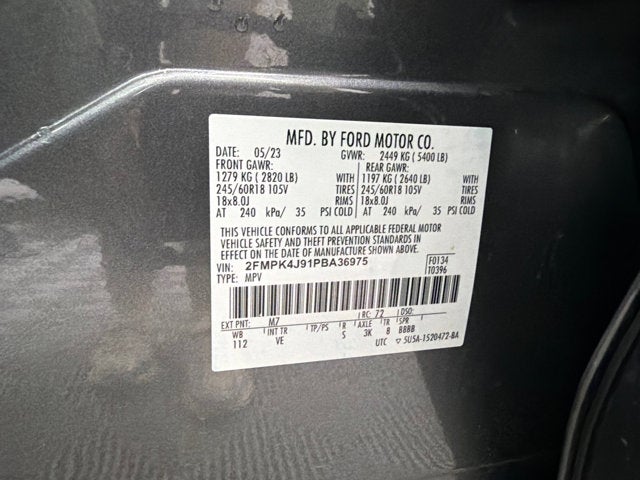 MFD. BY FORD MOTOR CO.
DATE: 05/23 GVWR: 2449 KG ( 5400 LB)
FRONT GAWR: REAR GAWR:
1279 KG ( 2820 LB) WITH 1197 KG ( 2640 LB) WITH
245/60R18 105V TIRES 245/60R18 105V TIRES
18x8.0J RIMS 18x8.0J RIMS
AT 240 kPa/ 35 PSI COLD AT 240 kPa/ 35 PSI COLD
THIS VEHICLE CONFORMS TO ALL APPLICABLE FEDERAL MOTOR
VEHICLE SAFETY AND THEFT PREVENTION STANDARDS IN
EFFECT ON THE DATE OF MANUFACTURE SHOWN ABOVE.
VIN: 2FMPK4J91PBA36975 F0134
TYPE: MPV T0396
EXT PNT: M7 RC: 72 DSO:
WB INT TR TP/PS R AXLE TR SPR
112 VE S 3K 8 BBBB
UTC 5U5A-1520472-BA